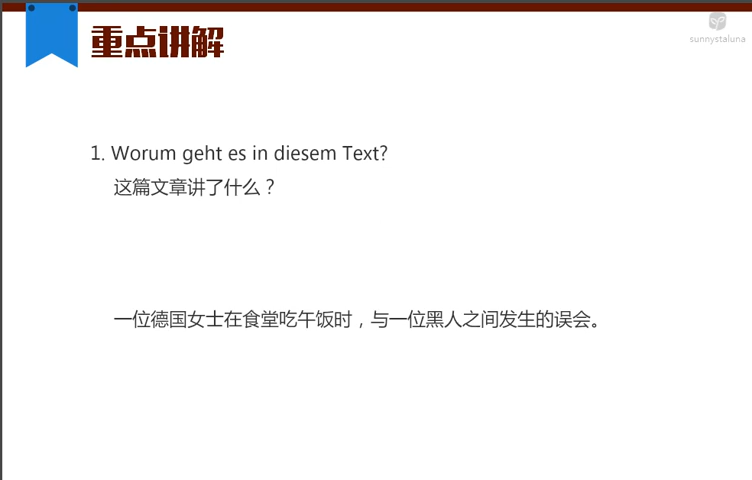 重点讲解
sunnystaluna
1. Worum geht es in diesem Text?
这篇文章讲了什么？
一位德国女士在食堂吃午饭时，与一位黑人之间发生的误会。